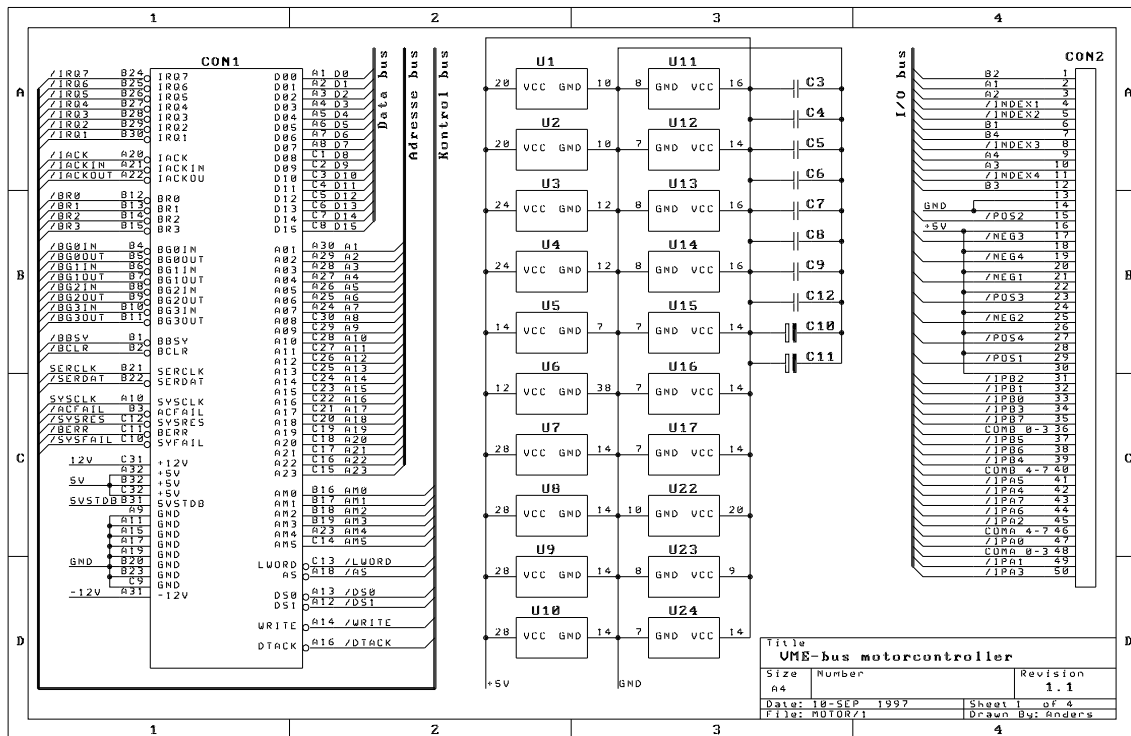 1 2 3 4
A
B
C
D
CON1
/IRQ7 B24 IRQ7
/IRQ6 B25 IRQ6
/IRQ5 B26 IRQ5
/IRQ4 B27 IRQ4
/IRQ3 B28 IRQ3
/IRQ2 B29 IRQ2
/IRQ1 B30 IRQ1
/IACK A20 IACK
/IACKIN A21 IACKIN
/IACKOUT A22 IACKOU
/BR0 B12 BR0
/BR1 B13 BR1
/BR2 B14 BR2
/BR3 B15 BR3
/BG0IN B4 BG0IN
/BG0OUT B5 BG0OUT
/BG1IN B6 BG1IN
/BG1OUT B7 BG1OUT
/BG2IN B8 BG2IN
/BG2OUT B9 BG2OUT
/BG3IN B10 BG3IN
/BG3OUT B11 BG3OUT
/BBSY B1 BBSY
/BCLR B2 BCLR
SERCLK B21 SERCLK
/SERDAT B22 SERDAT
SYSCLK A10 SYSCLK
/ACFAIL B3 ACFAIL
/SYSRES C12 SYSRES
/BERR C11 BERR
/SYSFAIL C10 SYFAIL
12V C31 +12V
A32 +5V
5V B32 +5V
C32 +5V
5VSTDB B31 5VSTDB
A9 GND
A11 GND
A15 GND
A17 GND
A19 GND
GND B20 GND
B23 GND
C9 GND
-12V A31 -12V
D00 A1 D0
D01 A2 D1
D02 A3 D2
D03 A4 D3
D04 A5 D4
D05 A6 D5
D06 A7 D6
D07 A8 D7
D08 C1 D8
D09 C2 D9
D10 C3 D10
D11 C4 D11
D12 C5 D12
D13 C6 D13
D14 C7 D14
D15 C8 D15
A01 A30 A1
A02 A29 A2
A03 A28 A3
A04 A27 A4
A05 A26 A5
A06 A25 A6
A07 A24 A7
A08 C30 A8
A09 C29 A9
A10 C28 A10
A11 C27 A11
A12 C26 A12
A13 C25 A13
A14 C24 A14
A15 C23 A15
A16 C22 A16
A17 C21 A17
A18 C20 A18
A19 C19 A19
A20 C18 A20
A21 C17 A21
A22 C16 A22
A23 C15 A23
AM0 B16 AM0
AM1 B17 AM1
AM2 B18 AM2
AM3 B19 AM3
AM4 A23 AM4
AM5 C14 AM5
LWORD C13 /LWORD
AS A18 /AS
DS0 A13 /DS0
DS1 A12 /DS1
WRITE A14 /WRITE
DTACK A16 /DTACK
Data bus
Adresse bus
Kontrol bus
U1
20 VCC GND 10
U2
20 VCC GND 10
U3
24 VCC GND 12
U4
24 VCC GND 12
U5
14 VCC GND 7
U6
12 VCC GND 38
U7
28 VCC GND 14
U8
28 VCC GND 14
U9
28 VCC GND 14
U10
28 VCC GND 14
+5V GND
U11
8 GND VCC 16
U12
7 GND VCC 14
U13
8 GND VCC 16
U14
8 GND VCC 16
U15
7 GND VCC 14
U16
7 GND VCC 14
U17
7 GND VCC 14
U22
10 GND VCC 20
U23
8 GND VCC 9
U24
7 GND VCC 14
C3
C4
C5
C6
C7
C8
C9
C12
C10
C11
I/O bus
CON2
B2 1
A1 2
A2 3
/INDEX1 4
/INDEX2 5
B1 6
B4 7
/INDEX3 8
A4 9
A3 10
/INDEX4 11
B3 12
13
GND 14
/POS2 15
+5V 16
/NEG3 17
18
/NEG4 19
20
/NEG1 21
22
/POS3 23
24
/NEG2 25
26
/POS4 27
28
/POS1 29
30
/IPB2 31
/IPB1 32
/IPB0 33
/IPB3 34
/IPB7 35
COMB 0-3 36
/IPB5 37
/IPB6 38
/IPB4 39
COMB 4-7 40
/IPA5 41
/IPA4 42
/IPA7 43
/IPA6 44
/IPA2 45
COMA 4-7 46
/IPA0 47
COMA 0-3 48
/IPA1 49
/IPA3 50
Title
VME-bus motorcontroller
Size Number Revision
A4 1.1
Date: 10-SEP 1997 Sheet 1 of 4
File: MOTOR/1 Drawn By: Anders
A
B
C
D
1 2 3 4